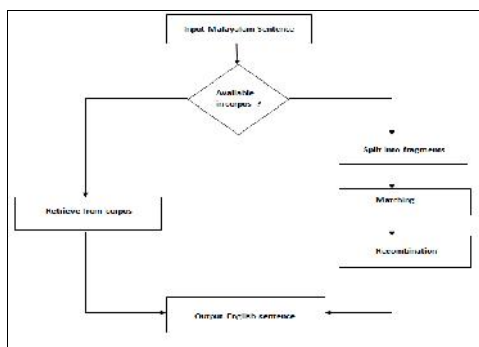 Input Malayalam Sentence
Available
in corpus ?
Split into fragments
Retrieve from corpus
Matching
Recombination
Output English sentence